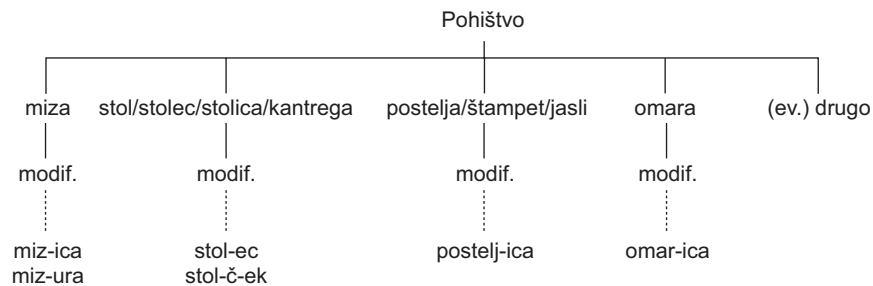 Pohištvo
miza stol/stolec/stolica/kantrega postelja/štampet/jasli omara (ev.) drugo
modif. modif. modif. modif.
miz-ica stol-ec postelj-ica omar-ica
miz-ura stol-č-ek